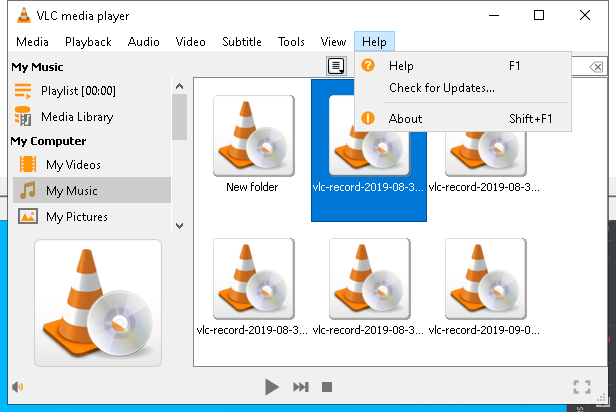 VLC media player
Media Playback Audio Video Subtitle Tools View Help
My Music
Playlist [00:00]
Media Library
My Computer
My Videos
My Music
My Pictures
Help F1
Check for Updates...
About Shift+F1
New folder
vlc-record-2019-08-3...
vlc-record-2019-08-3...
vlc-record-2019-08-3...
vlc-record-2019-08-3...
vlc-record-2019-09-0...